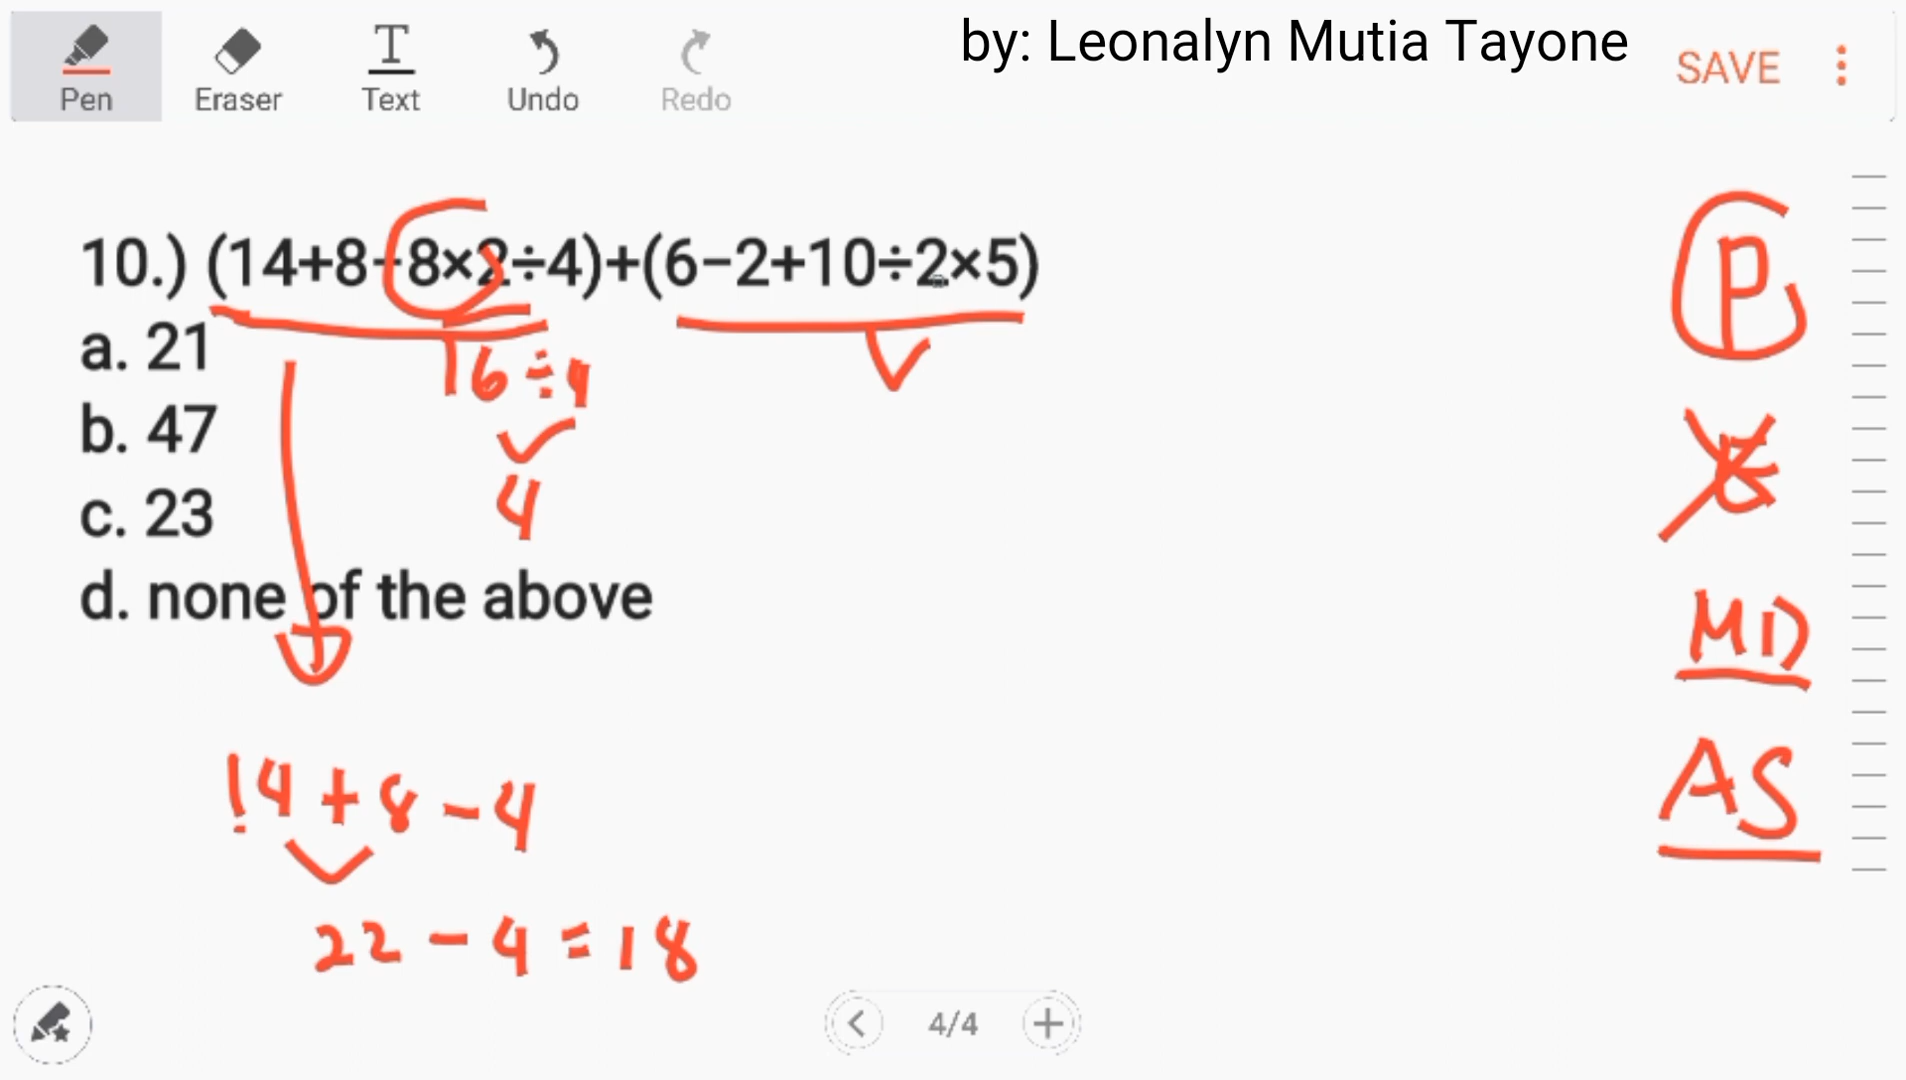 by: Leonalyn Mutia Tayone
Pen Eraser Text Undo Redo SAVE
10.) (14+8-8×2÷4)+(6−2+10÷2×5)
a. 21
b. 47
c. 23
d. none of the above
16÷4
4
14+8-4
22-4=18
P
E
MD
AS
4/4